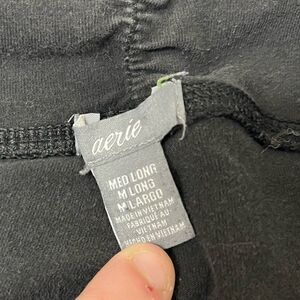 aerie
MED LONG
M LONG
M LARGO
MADE IN VIETNAM
FABRIQUÉ AU
VIETNAM
HECHO EN VIETNAM